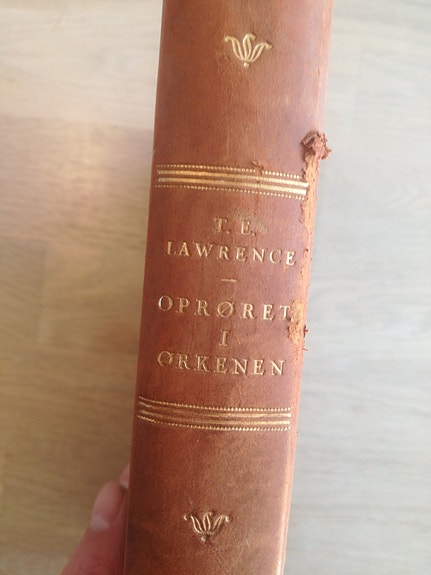 T. E.
LAWRENCE
—
OPRØRET
I
ØRKENEN